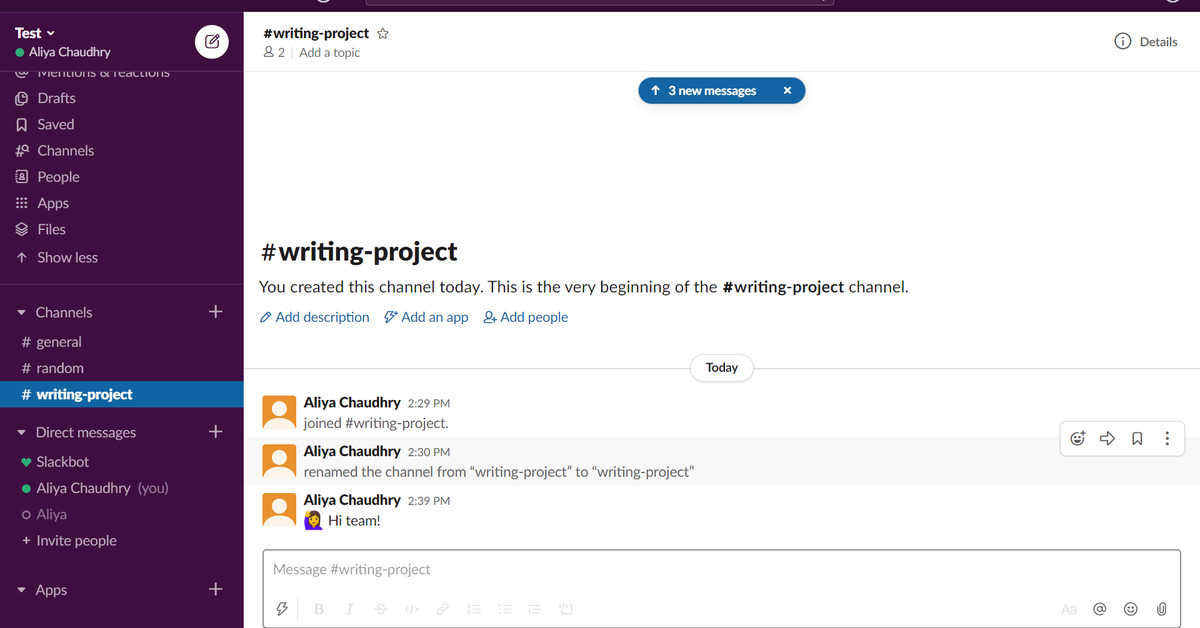 Test
Aliya Chaudhry
Mentions & reactions
Drafts
Saved
Channels
People
Apps
Files
Show less
Channels
# general
# random
# writing-project
Direct messages
Slackbot
Aliya Chaudhry (you)
Aliya
+ Invite people
Apps
#writing-project
2 | Add a topic
Details
↑ 3 new messages ×
#writing-project
You created this channel today. This is the very beginning of the #writing-project channel.
Add description Add an app Add people
Today
Aliya Chaudhry 2:29 PM
joined #writing-project.
Aliya Chaudhry 2:30 PM
renamed the channel from “writing-project” to “writing-project”
Aliya Chaudhry 2:39 PM
🙋‍♀️ Hi team!
Message #writing-project
B I S </> Aa @